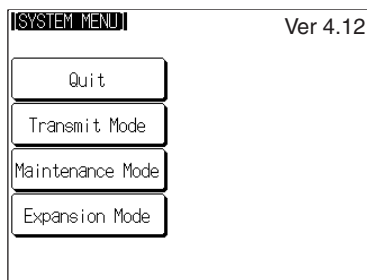 [SYSTEM MENU]
Ver 4.12
Quit
Transmit Mode
Maintenance Mode
Expansion Mode